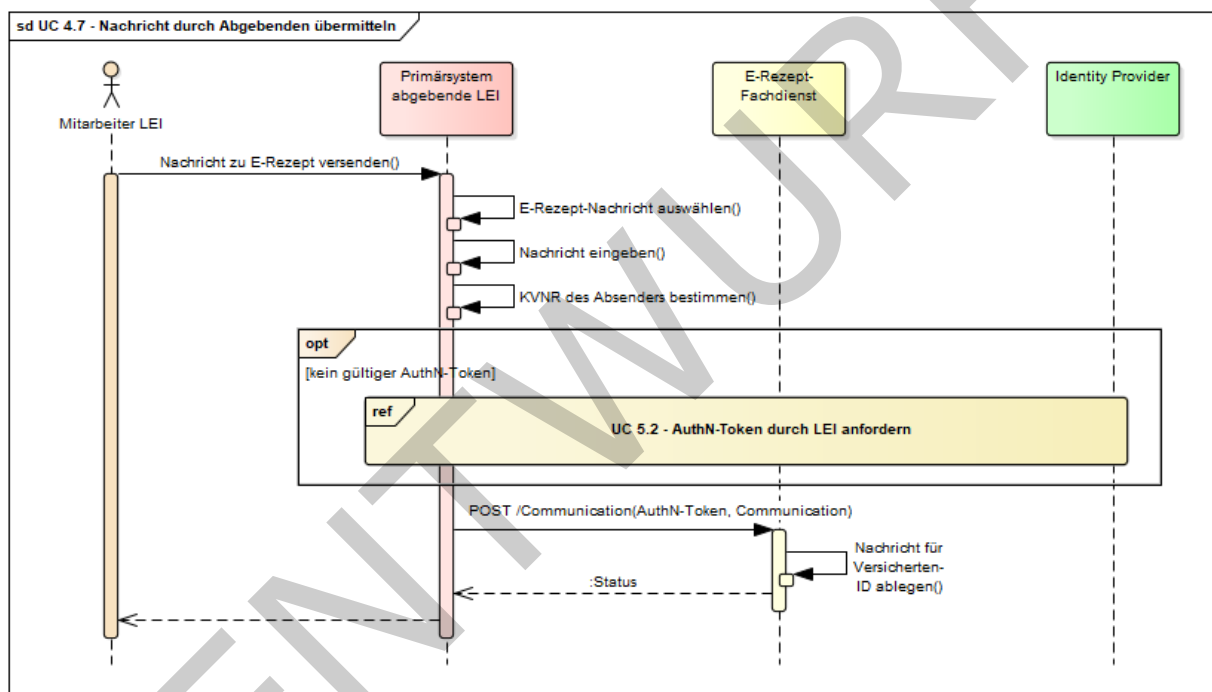 sd UC 4.7 - Nachricht durch Abgebenden übermitteln
Mitarbeiter LEI
Primärsystem
abgebende LEI
E-Rezept-
Fachdienst
Identity Provider
Nachricht zu E-Rezept versenden()
E-Rezept-Nachricht auswählen()
Nachricht eingeben()
KVNR des Absenders bestimmen()
opt
[kein gültiger AuthN-Token]
ref
UC 5.2 - AuthN-Token durch LEI anfordern
POST /Communication(AuthN-Token, Communication)
Nachricht für
Versicherten-
ID ablegen()
:Status
ENTWURF